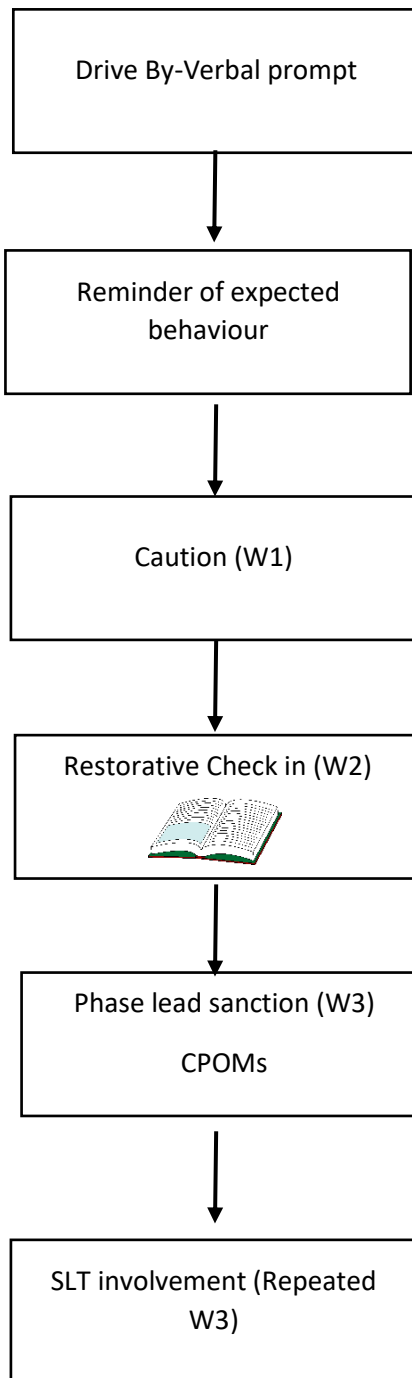 Drive By-Verbal prompt
Reminder of expected
behaviour
Caution (W1)
Restorative Check in (W2)
Phase lead sanction (W3)
CPOMs
SLT involvement (Repeated
W3)